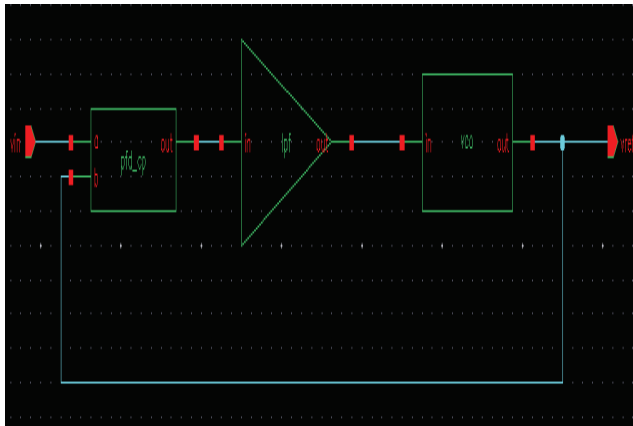 vin
a
out
pfd_cp
b
in
lpf
out
in
vco
out
vref